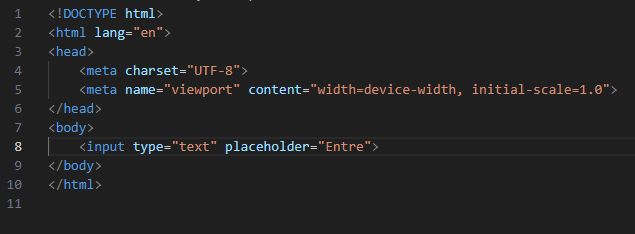 1 <!DOCTYPE html>
2 <html lang="en">
3 <head>
4     <meta charset="UTF-8">
5     <meta name="viewport" content="width=device-width, initial-scale=1.0">
6 </head>
7 <body>
8     <input type="text" placeholder="Entre">
9 </body>
10 </html>
11